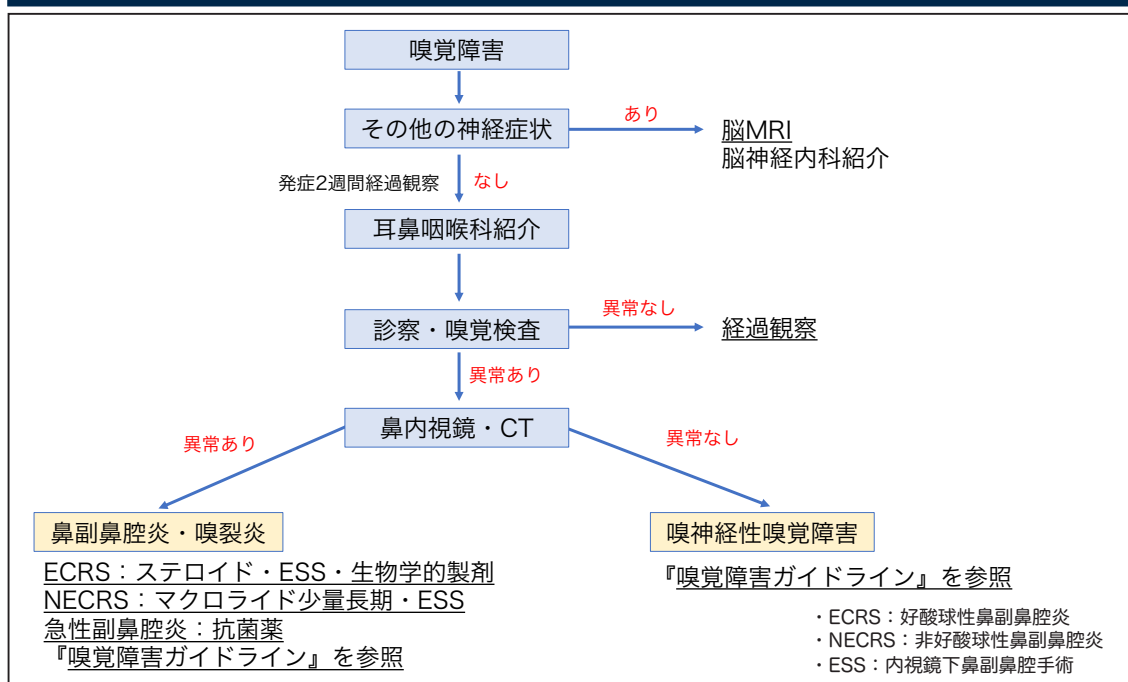 嗅覚障害
その他の神経症状
あり
脳MRI
脳神経内科紹介
発症2週間経過観察
なし
耳鼻咽喉科紹介
診察・嗅覚検査
異常なし
経過観察
異常あり
鼻内視鏡・CT
異常あり
異常なし
鼻副鼻腔炎・嗅裂炎
ECRS：ステロイド・ESS・生物学的製剤
NECRS：マクロライド少量長期・ESS
急性副鼻腔炎：抗菌薬
『嗅覚障害ガイドライン』を参照
嗅神経性嗅覚障害
『嗅覚障害ガイドライン』を参照
・ECRS：好酸球性鼻副鼻腔炎
・NECRS：非好酸球性鼻副鼻腔炎
・ESS：内視鏡下鼻副鼻腔手術